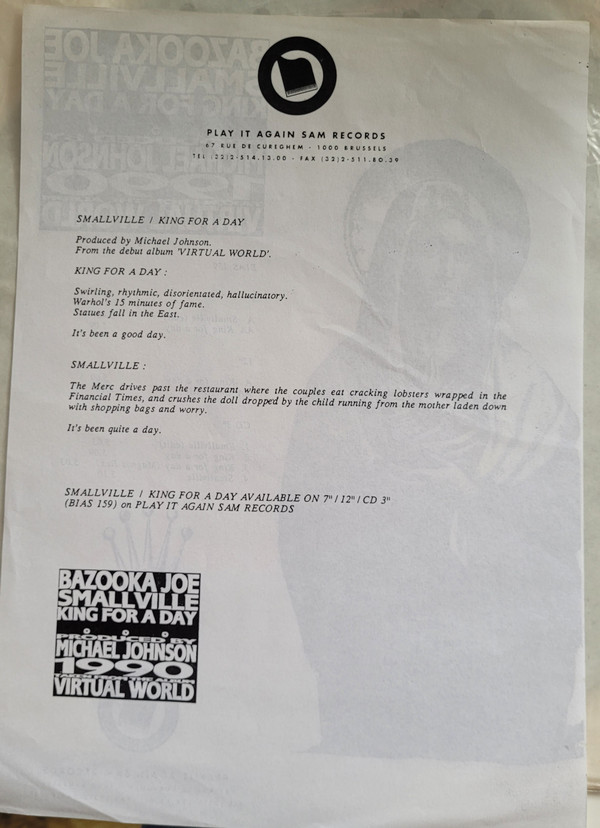 PLAY IT AGAIN SAM RECORDS
67 RUE DE CUREGHEM - 1000 BRUSSELS
TEL (32)2-514.13.00 - FAX (32)2-511.80.39
SMALLVILLE / KING FOR A DAY
Produced by Michael Johnson.
From the debut album 'VIRTUAL WORLD'.
KING FOR A DAY :
Swirling, rhythmic, disorientated, hallucinatory.
Warhol's 15 minutes of fame.
Statues fall in the East.
It's been a good day.
SMALLVILLE :
The Merc drives past the restaurant where the couples eat cracking lobsters wrapped in the
Financial Times, and crushes the doll dropped by the child running from the mother laden down
with shopping bags and worry.
It's been quite a day.
SMALLVILLE / KING FOR A DAY AVAILABLE ON 7" / 12" / CD 3"
(BIAS 159) on PLAY IT AGAIN SAM RECORDS
BAZOOKA JOE
SMALLVILLE
KING FOR A DAY
PRODUCED BY
MICHAEL JOHNSON
1990
VIRTUAL WORLD